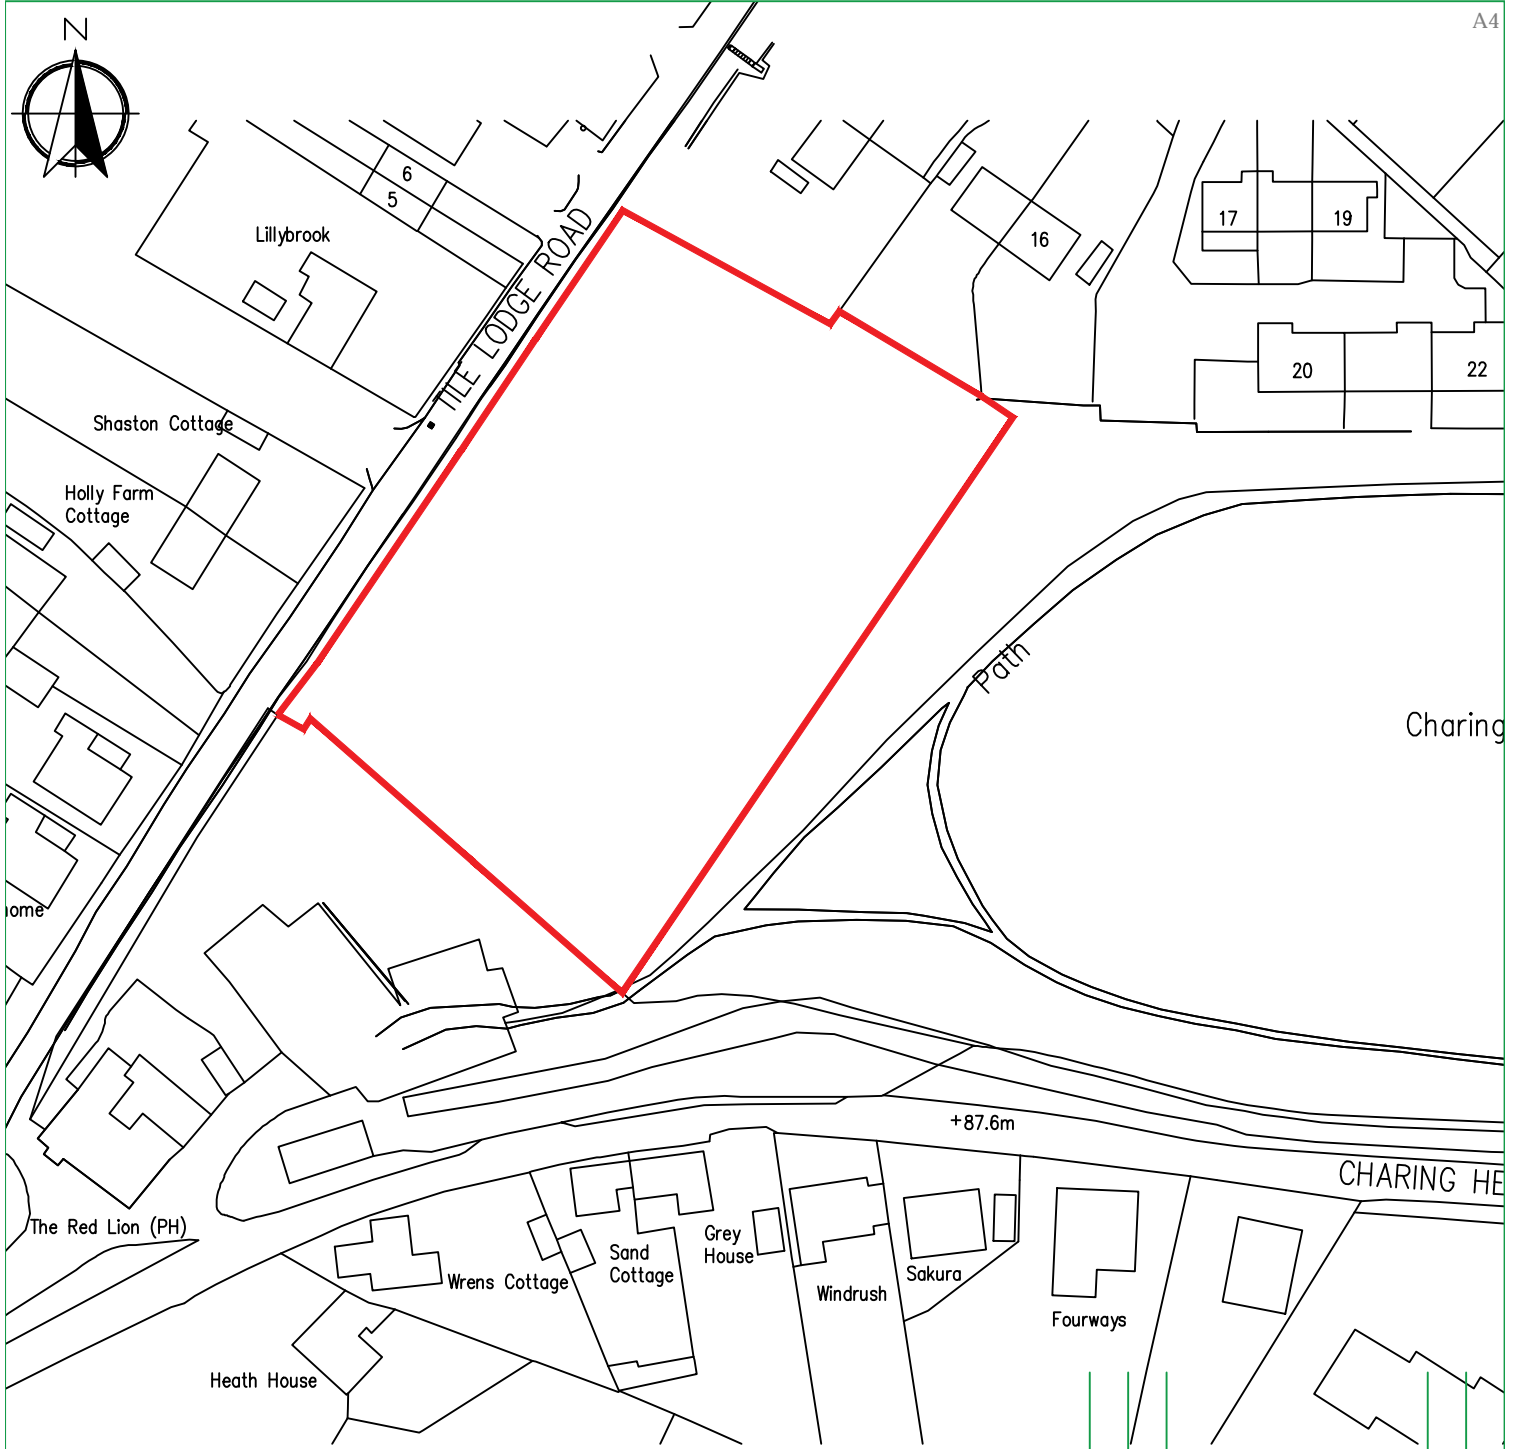 A4
N
6
5
Lillybrook
TILE LODGE ROAD
16
17
19
20
22
Shaston Cottage
Holly Farm
Cottage
Path
Charing
+87.6m
CHARING HE
The Red Lion (PH)
Wrens Cottage
Sand
Cottage
Grey
House
Windrush
Sakura
Fourways
Heath House